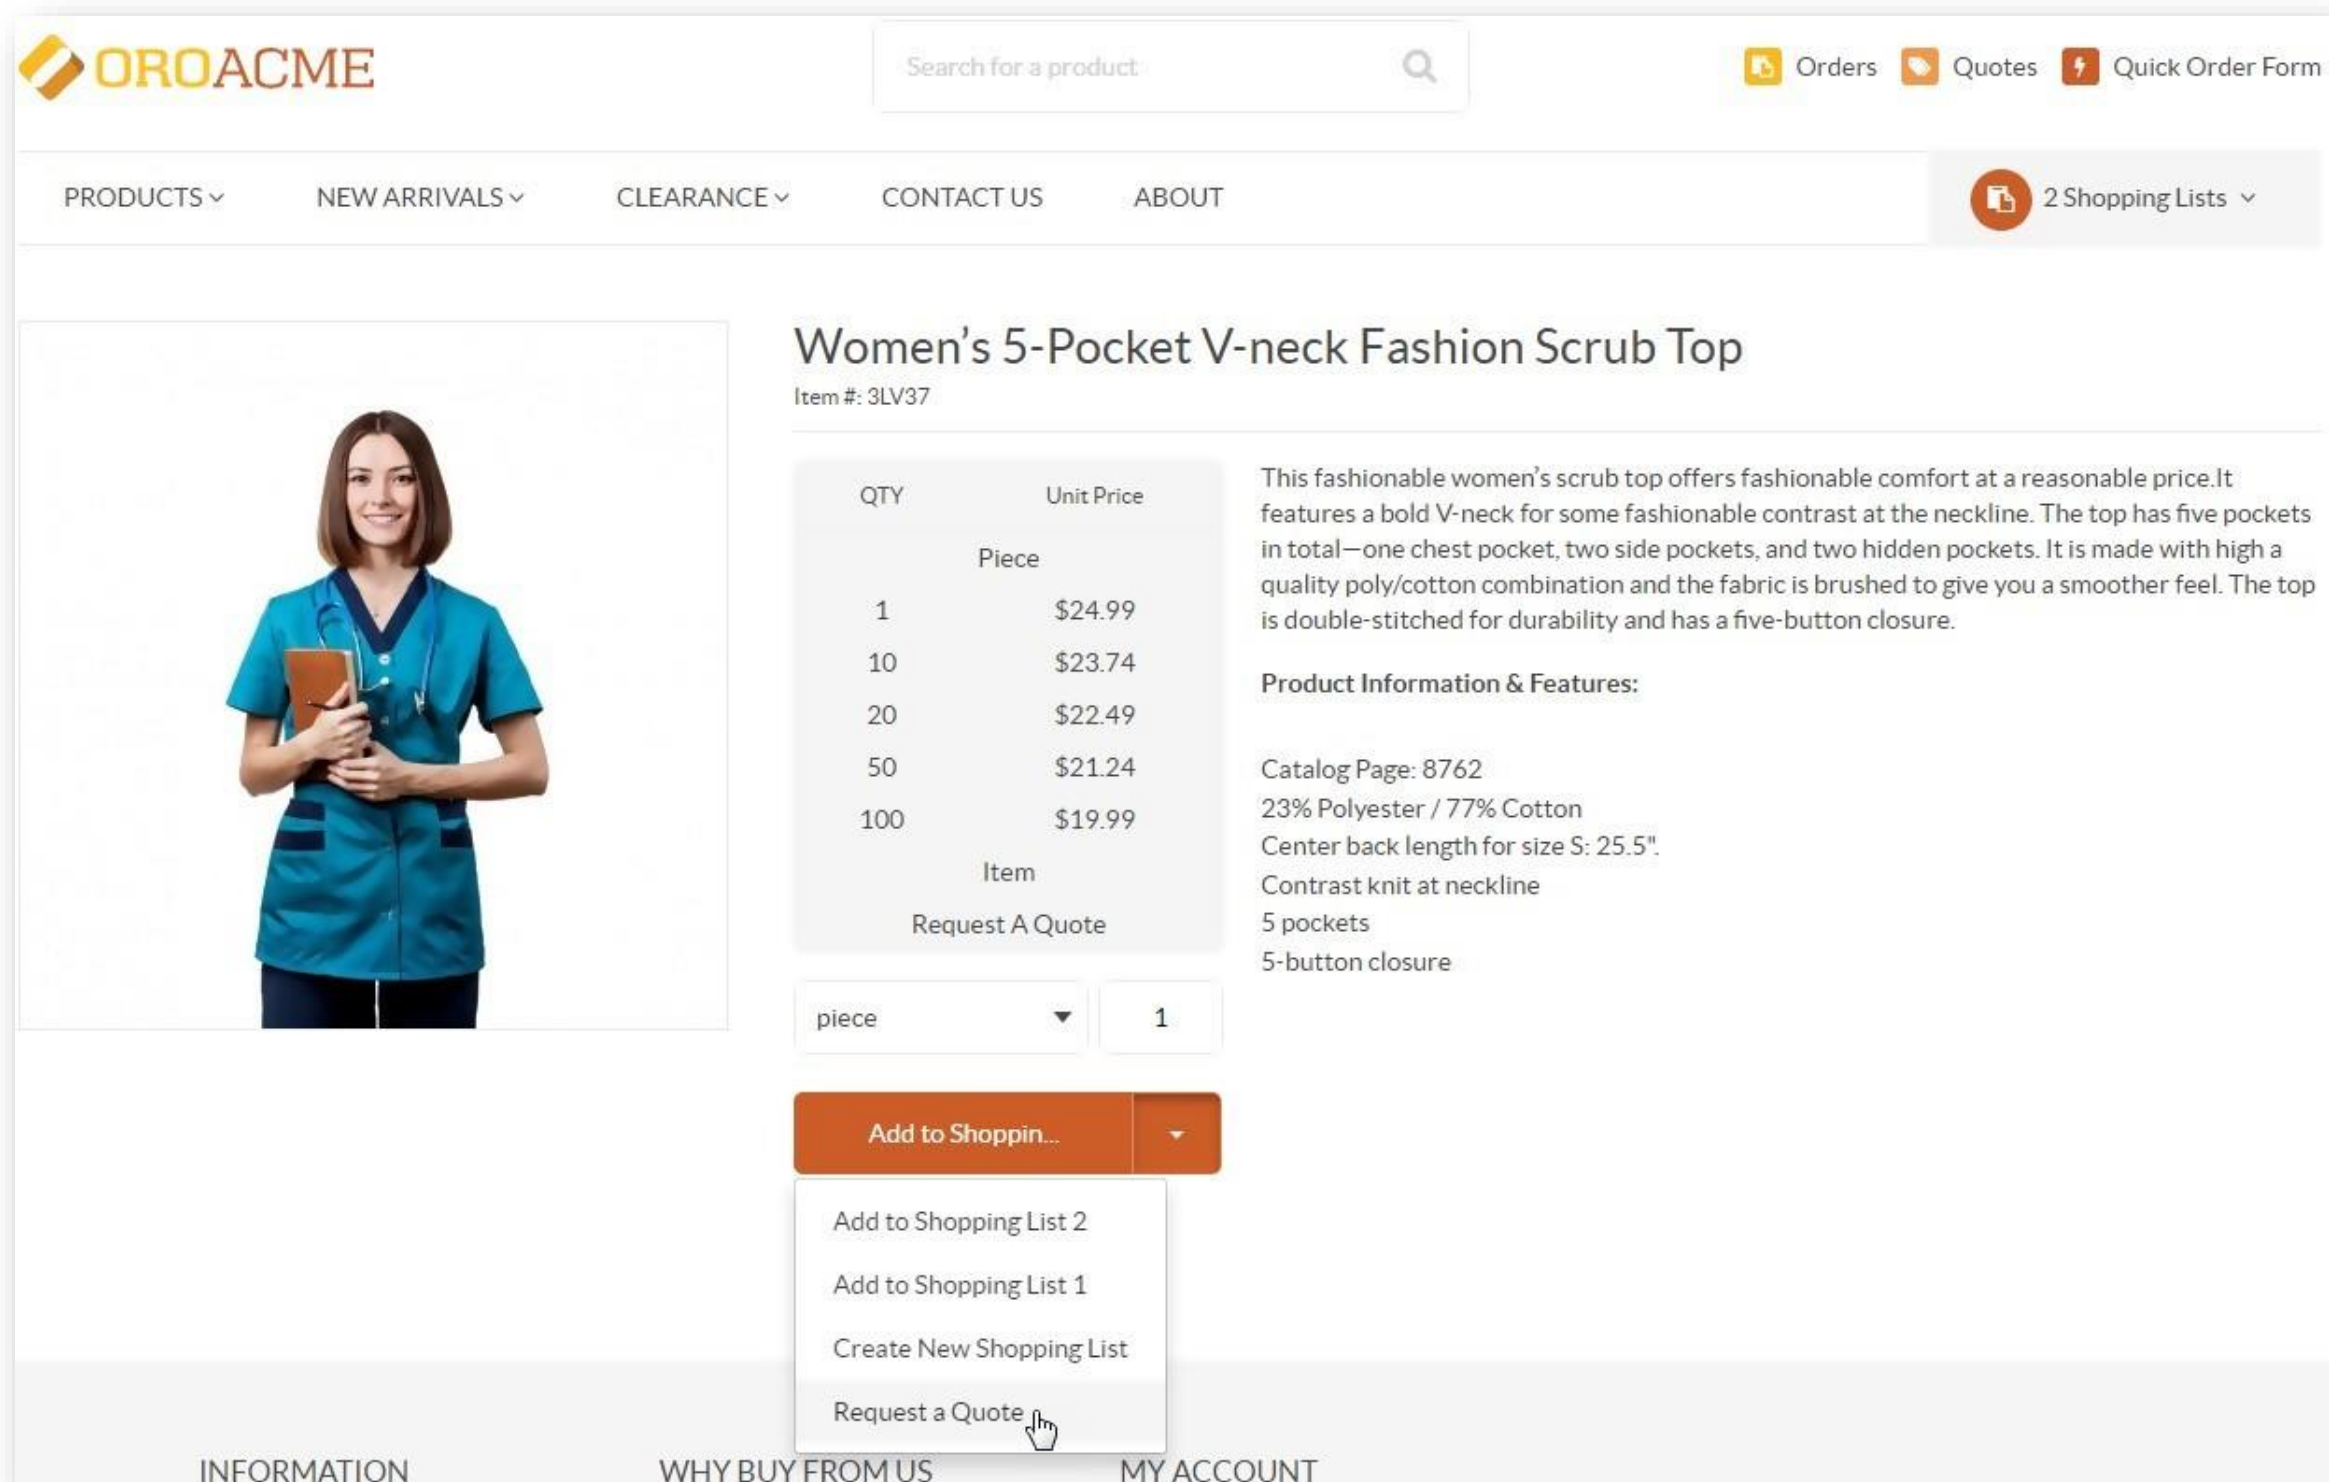 OROACME
Search for a product
Orders
Quotes
Quick Order Form
PRODUCTS
NEW ARRIVALS
CLEARANCE
CONTACT US
ABOUT
2 Shopping Lists
Women's 5-Pocket V-neck Fashion Scrub Top
Item #: 3LV37
QTY Unit Price
Piece
1 $24.99
10 $23.74
20 $22.49
50 $21.24
100 $19.99
Item
Request A Quote
piece
1
Add to Shoppin...
Add to Shopping List 2
Add to Shopping List 1
Create New Shopping List
Request a Quote
This fashionable women's scrub top offers fashionable comfort at a reasonable price.It
features a bold V-neck for some fashionable contrast at the neckline. The top has five pockets
in total—one chest pocket, two side pockets, and two hidden pockets. It is made with high a
quality poly/cotton combination and the fabric is brushed to give you a smoother feel. The top
is double-stitched for durability and has a five-button closure.
Product Information & Features:
Catalog Page: 8762
23% Polyester / 77% Cotton
Center back length for size S: 25.5".
Contrast knit at neckline
5 pockets
5-button closure
INFORMATION
WHY BUY FROM US
MY ACCOUNT